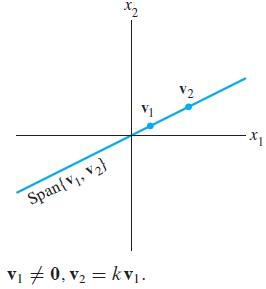 x₂
v₂
v₁
x₁
Span{v₁, v₂}
v₁ ≠ 0, v₂ = kv₁.